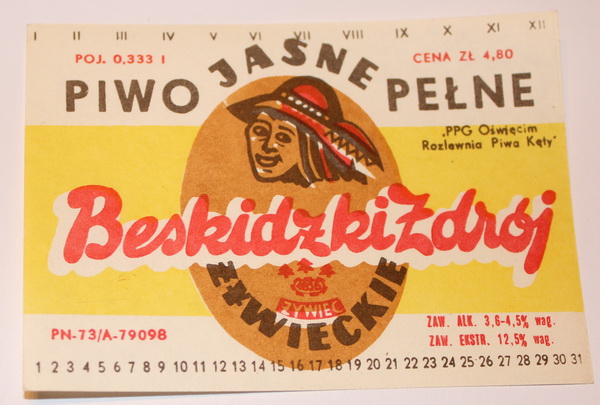 I II III IV V VI VII VIII IX X XI XII
POJ. 0,333 l
CENA ZŁ 4,80
PIWO JASNE PEŁNE
„PPG Oświęcim
Rozlewnia Piwa Kęty"
Beskidzki Zdrój
1856
ŻYWIEC
ŻYWIECKIE
PN-73/A-79098
ZAW. ALK. 3,6-4,5% wag.
ZAW. EKSTR. 12,5% wag.
1 2 3 4 5 6 7 8 9 10 11 12 13 14 15 16 17 18 19 20 21 22 23 24 25 26 27 28 29 30 31